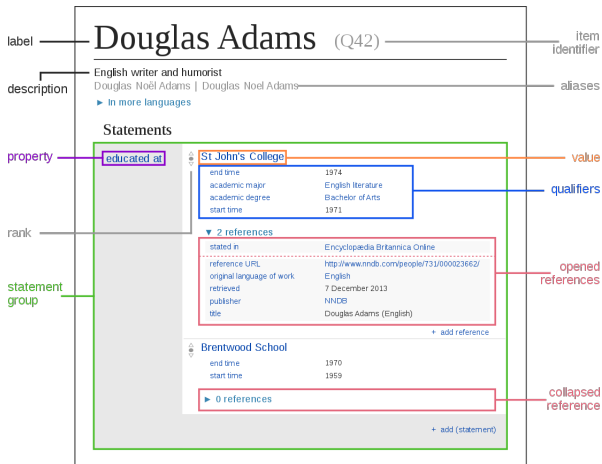 label
Douglas Adams (Q42)
item
identifier
description
English writer and humorist
Douglas Noël Adams | Douglas Noel Adams
aliases
► In more languages
Statements
property
educated at
St John's College
value
end time 1974
academic major English literature
academic degree Bachelor of Arts
start time 1971
qualifiers
rank
▼ 2 references
stated in Encyclopædia Britannica Online
reference URL http://www.nndb.com/people/731/000023662/
original language of work English
retrieved 7 December 2013
publisher NNDB
title Douglas Adams (English)
opened
references
statement
group
+ add reference
Brentwood School
end time 1970
start time 1959
► 0 references
collapsed
reference
+ add (statement)